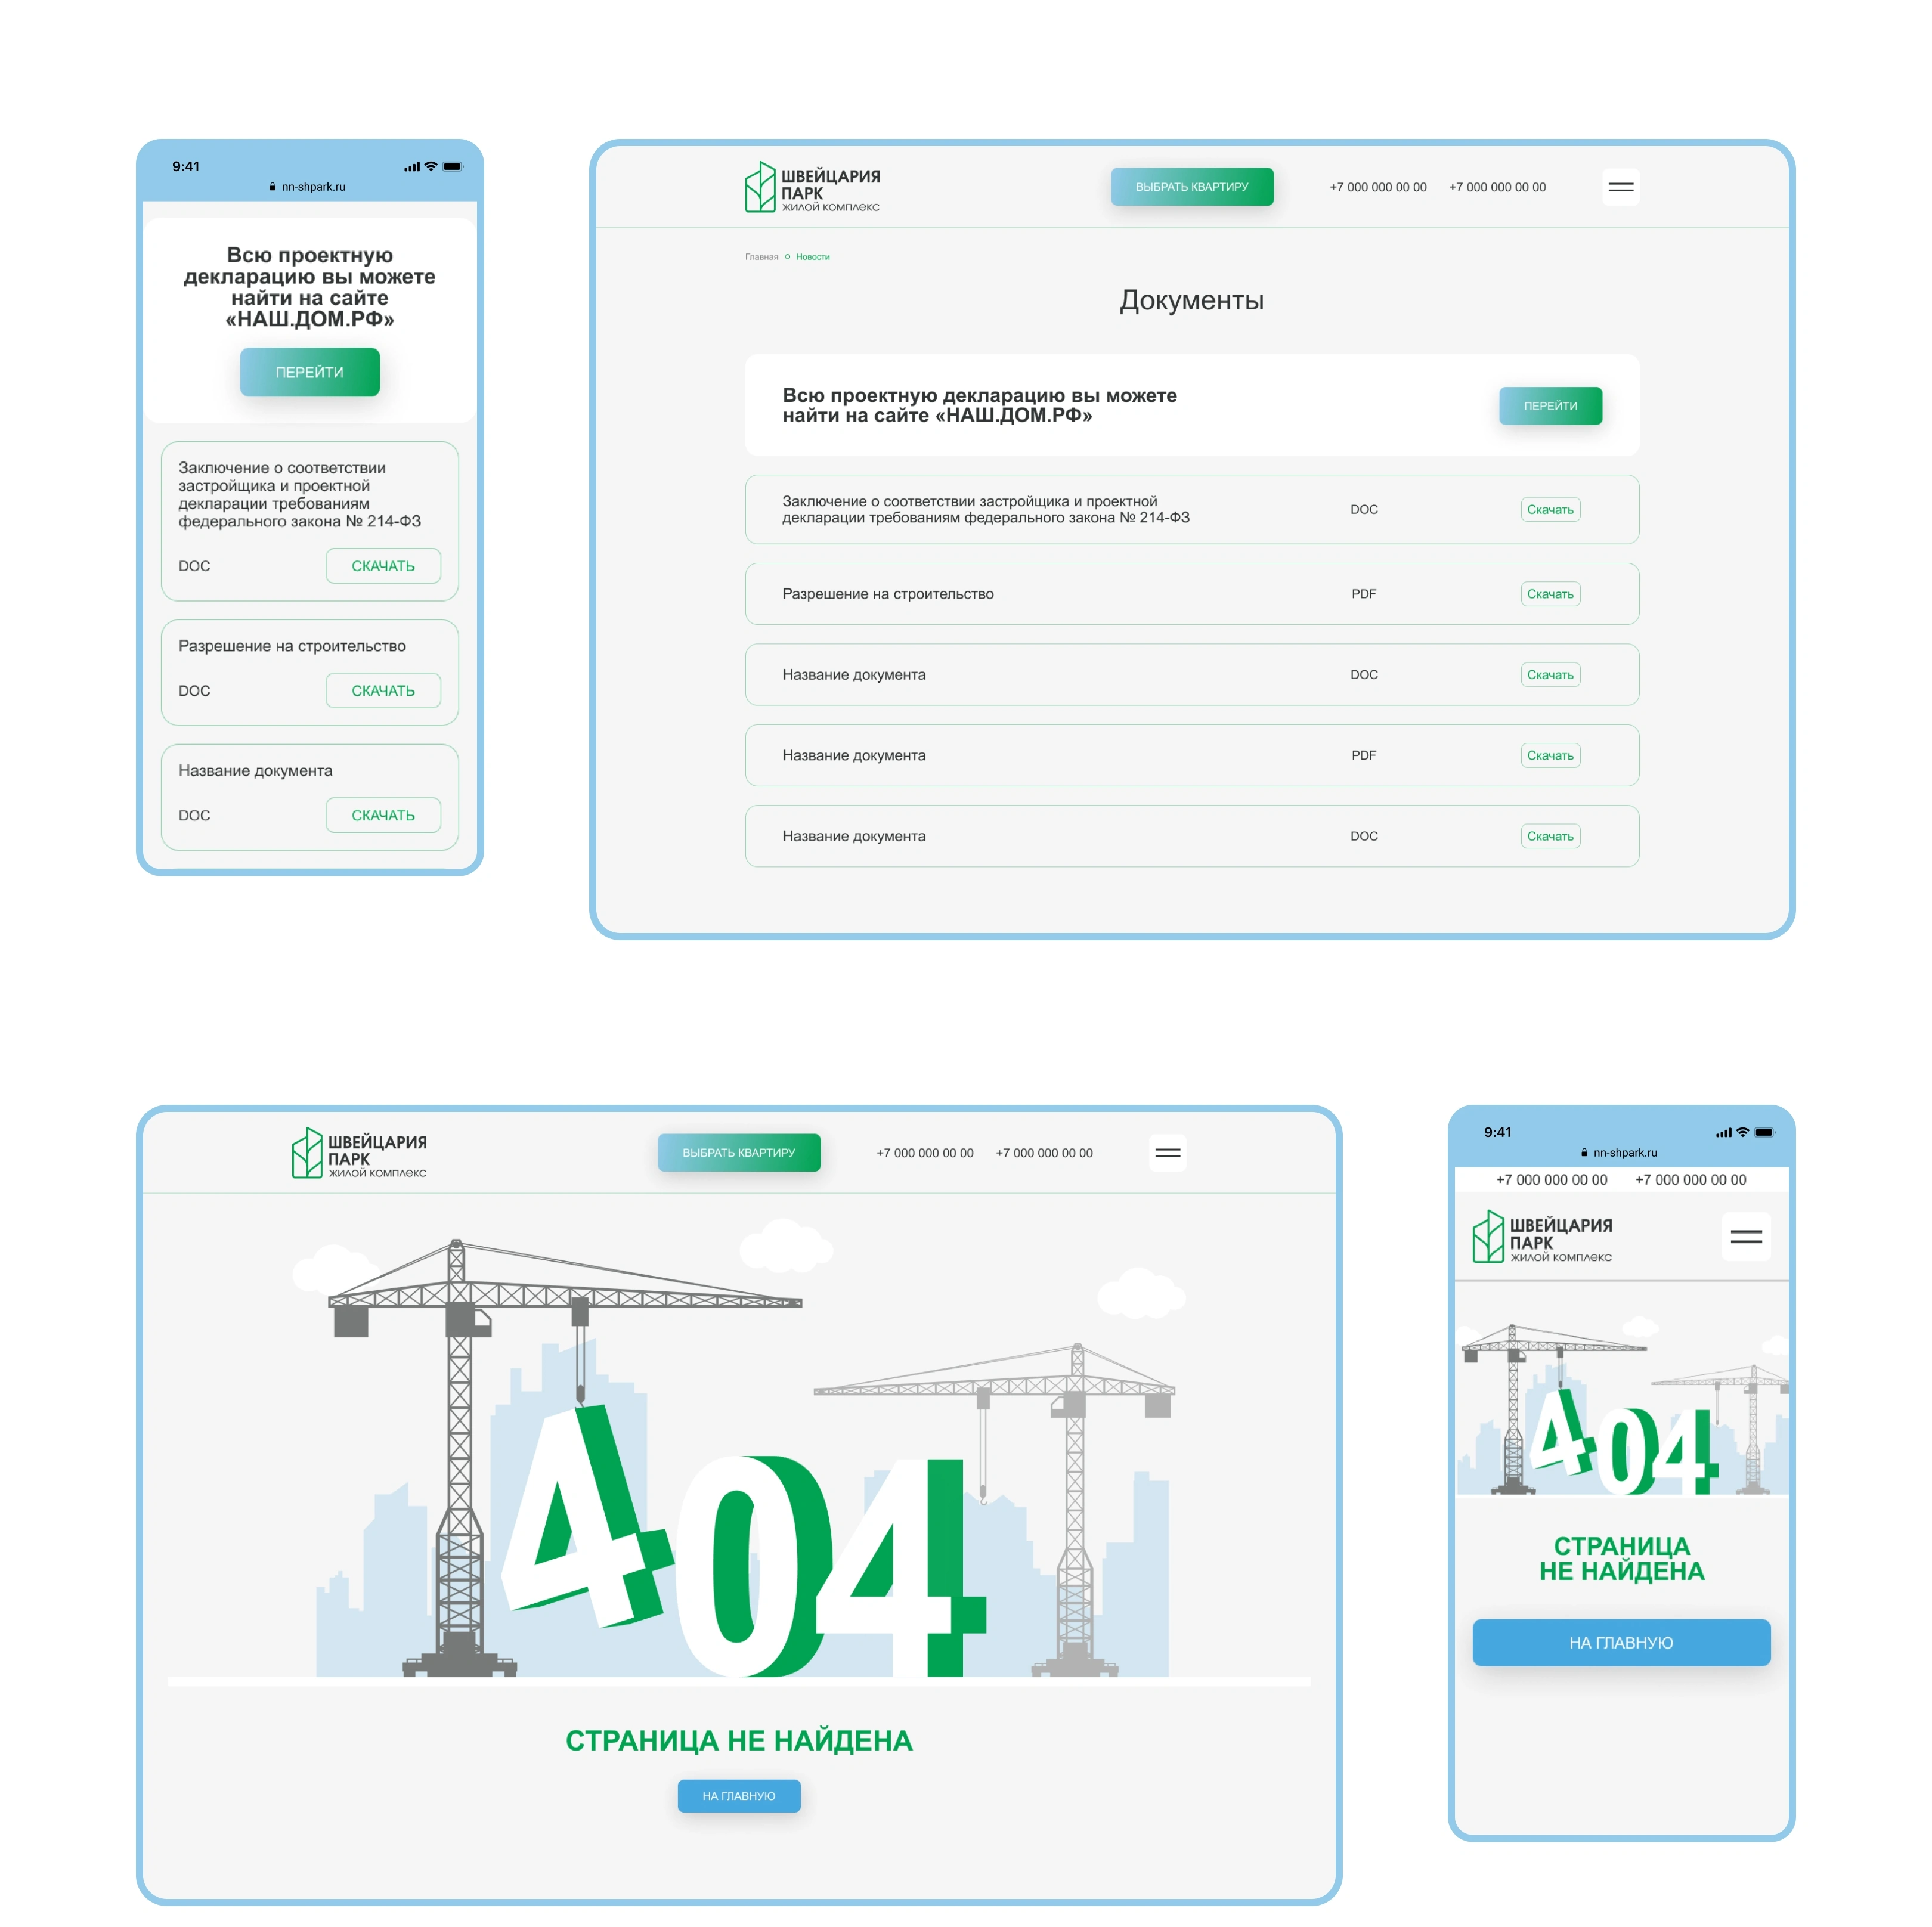 9:41
nn-shpark.ru
Всю проектную
декларацию вы можете
найти на сайте
«НАШ.ДОМ.РФ»
ПЕРЕЙТИ
Заключение о соответствии
застройщика и проектной
декларации требованиям
федерального закона № 214-ФЗ
DOC СКАЧАТЬ
Разрешение на строительство
DOC СКАЧАТЬ
Название документа
DOC СКАЧАТЬ
ШВЕЙЦАРИЯ
ПАРК
ЖИЛОЙ КОМПЛЕКС
ВЫБРАТЬ КВАРТИРУ +7 000 000 00 00 +7 000 000 00 00
Главная Новости
Документы
Всю проектную декларацию вы можете
найти на сайте «НАШ.ДОМ.РФ»
ПЕРЕЙТИ
Заключение о соответствии застройщика и проектной
декларации требованиям федерального закона № 214-ФЗ
DOC Скачать
Разрешение на строительство PDF Скачать
Название документа DOC Скачать
Название документа PDF Скачать
Название документа DOC Скачать
ШВЕЙЦАРИЯ
ПАРК
ЖИЛОЙ КОМПЛЕКС
ВЫБРАТЬ КВАРТИРУ +7 000 000 00 00 +7 000 000 00 00
404
СТРАНИЦА НЕ НАЙДЕНА
НА ГЛАВНУЮ
9:41
nn-shpark.ru
+7 000 000 00 00 +7 000 000 00 00
ШВЕЙЦАРИЯ
ПАРК
ЖИЛОЙ КОМПЛЕКС
404
СТРАНИЦА
НЕ НАЙДЕНА
НА ГЛАВНУЮ